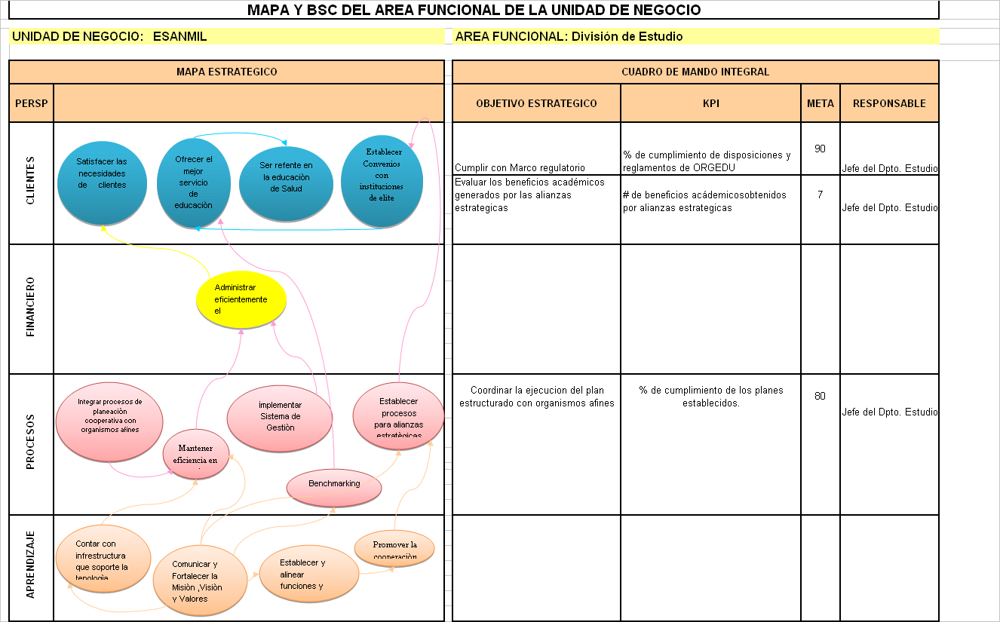 MAPA Y BSC DEL AREA FUNCIONAL DE LA UNIDAD DE NEGOCIO
UNIDAD DE NEGOCIO: ESANMIL
AREA FUNCIONAL: División de Estudio
MAPA ESTRATEGICO
CUADRO DE MANDO INTEGRAL
PERSP
OBJETIVO ESTRATEGICO
KPI
META
RESPONSABLE
CLIENTES
Satisfacer las
necesidades
de clientes
Ofrecer el
mejor
servicio
de
educaciòn
Ser refente en
la educaciòn
de Salud
Establecer
Convenios
con
instituciones
de elite
Cumplir con Marco regulatorio
% de cumplimiento de disposiciones y
reglamentos de ORGEDU
90
Jefe del Dpto. Estudio
Evaluar los beneficios académicos
generados por las alianzas
estrategicas
# de beneficios acádemicosobtenidos
por alianzas estrategicas
7
Jefe del Dpto. Estudio
FINANCIERO
Administrar
eficientemente
el
PROCESOS
Integrar procesos de
planeaciòn
cooperativa con
organismos afines
Mantener
eficiencia en
Implementar
Sistema de
Gestiòn
Benchmarking
Establecer
procesos
para alianzas
estratègicas
Coordinar la ejecucion del plan
estructurado con organismos afines
% de cumplimiento de los planes
establecidos.
80
Jefe del Dpto. Estudio
APRENDIZAJE
Contar con
infrestructura
que soporte la
tenología
Comunicar y
Fortalecer la
Misiòn ,Visiòn
y Valores
Establecer y
alinear
funciones y
Promover la
cooperaciòn